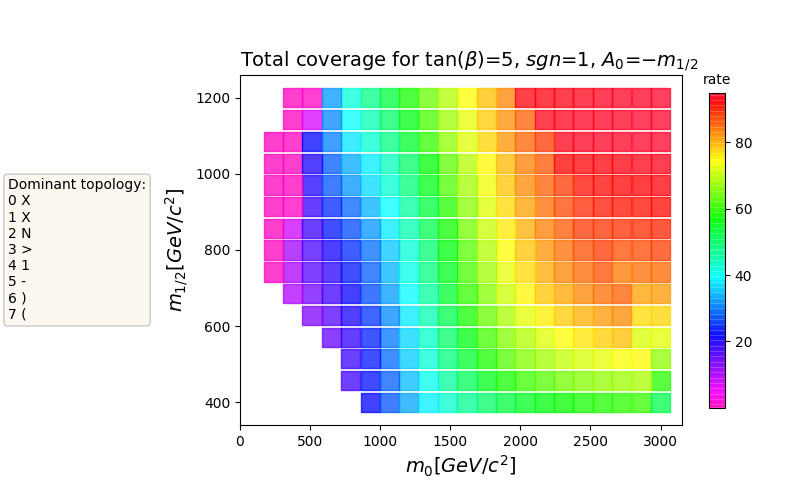 Total coverage for tan(β)=5, sgn=1, A₀=−m₁/₂
rate
Dominant topology:
0 X
1 X
2 N
3 >
4 1
5 -
6 )
7 (
m₁/₂[GeV/c²]
1200
1000
800
600
400
0 500 1000 1500 2000 2500 3000
m₀[GeV/c²]
80
60
40
20